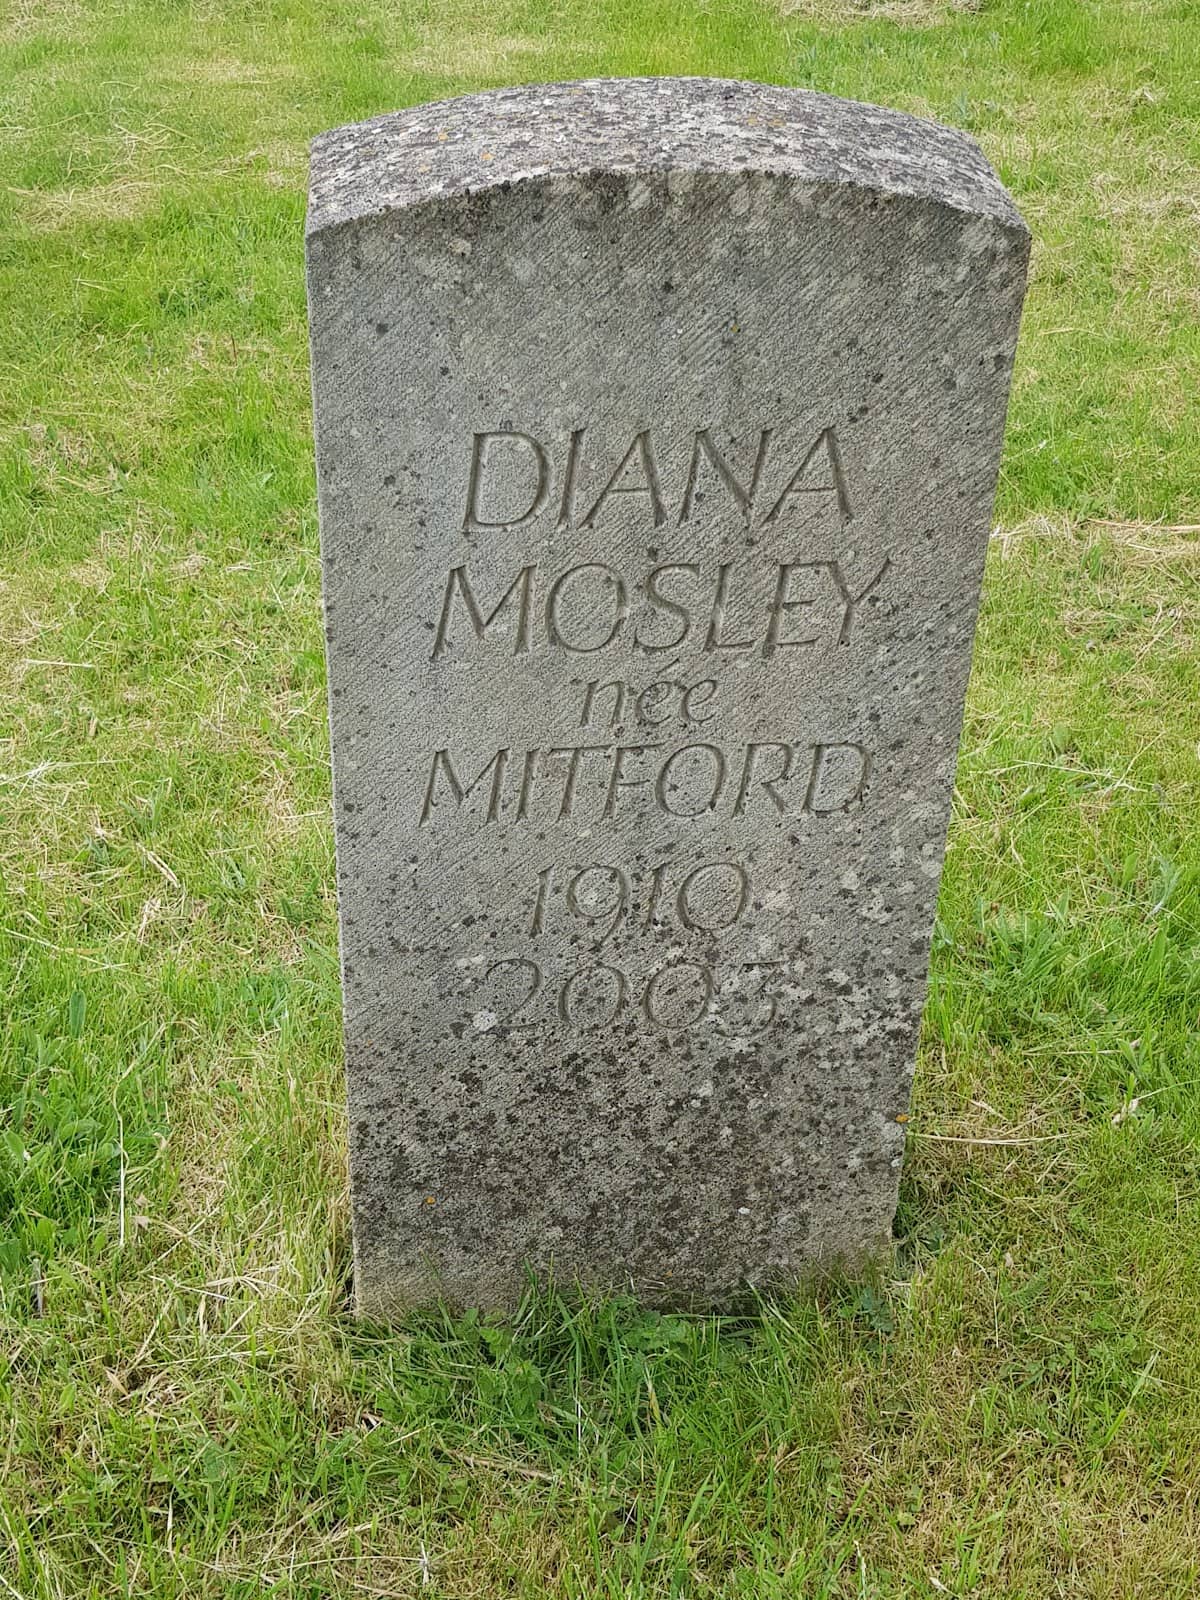 DIANA
MOSLEY
née
MITFORD
1910
2003